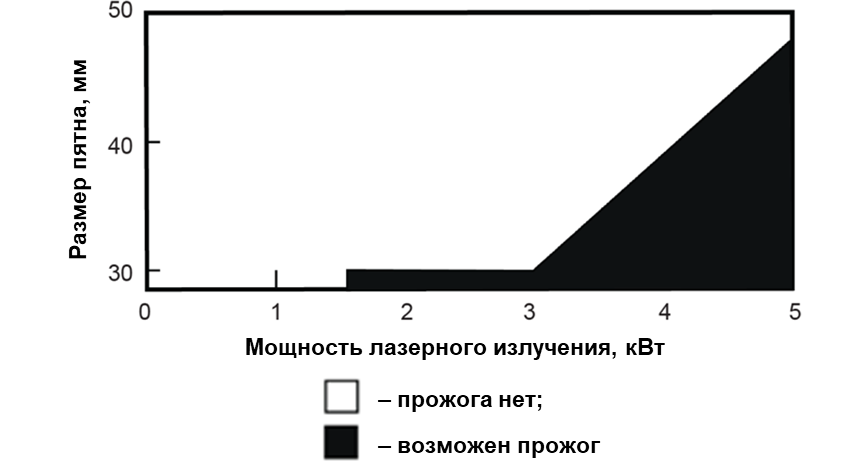 50
40
30
Размер пятна, мм
0 1 2 3 4 5
Мощность лазерного излучения, кВт
– прожога нет;
– возможен прожог